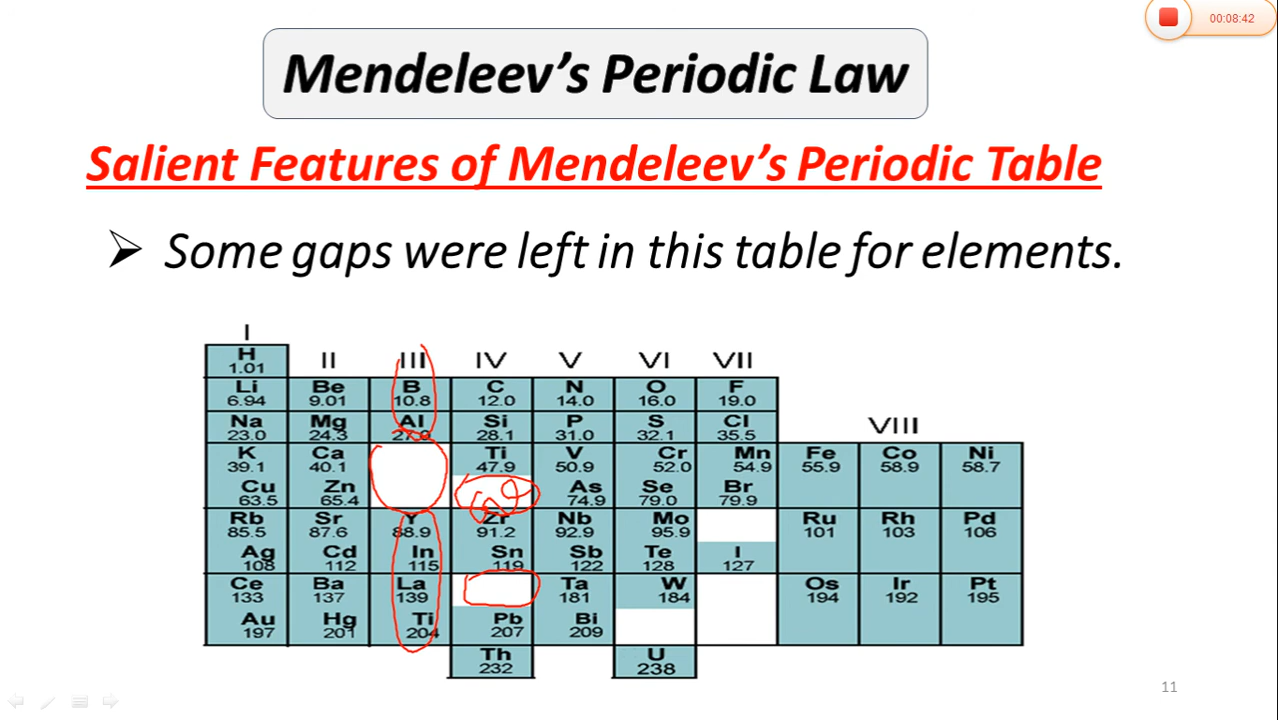 00:08:42
Mendeleev's Periodic Law
Salient Features of Mendeleev's Periodic Table
Some gaps were left in this table for elements.
I II III IV V VI VII VIII
H
1.01
Li Be B C N O F
6.94 9.01 10.8 12.0 14.0 16.0 19.0
Na Mg Al Si P S Cl
23.0 24.3 27.0 28.1 31.0 32.1 35.5
K Ca Ti V Cr Mn Fe Co Ni
39.1 40.1 47.9 50.9 52.0 54.9 55.9 58.9 58.7
Cu Zn As Se Br
63.5 65.4 74.9 79.0 79.9
Rb Sr Y Zr Nb Mo Ru Rh Pd
85.5 87.6 88.9 91.2 92.9 95.9 101 103 106
Ag Cd In Sn Sb Te I
108 112 115 119 122 128 127
Ce Ba La Ta W Os Ir Pt
133 137 139 181 184 194 192 195
Au Hg Ti Pb Bi
197 201 204 207 209
Th U
232 238
11